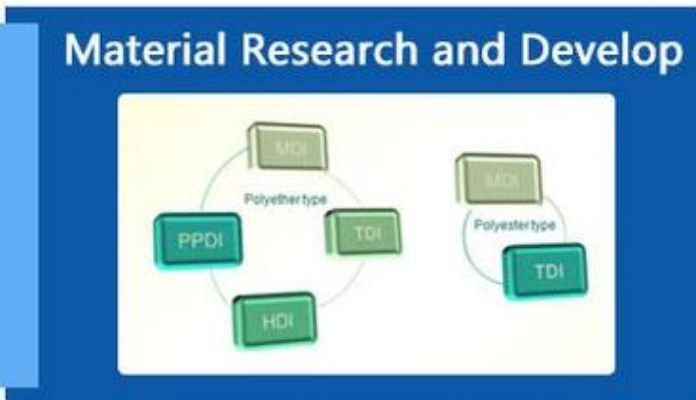 Material Research and Develop
MDI
Polyether type
PPDI
TDI
HDI
MDI
Polyester type
TDI